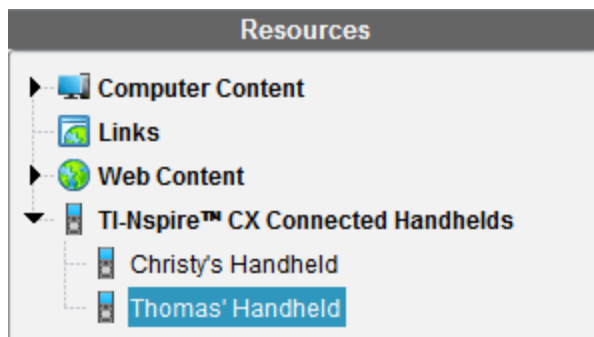 Resources
Computer Content
Links
Web Content
TI-Nspire™ CX Connected Handhelds
Christy's Handheld
Thomas' Handheld